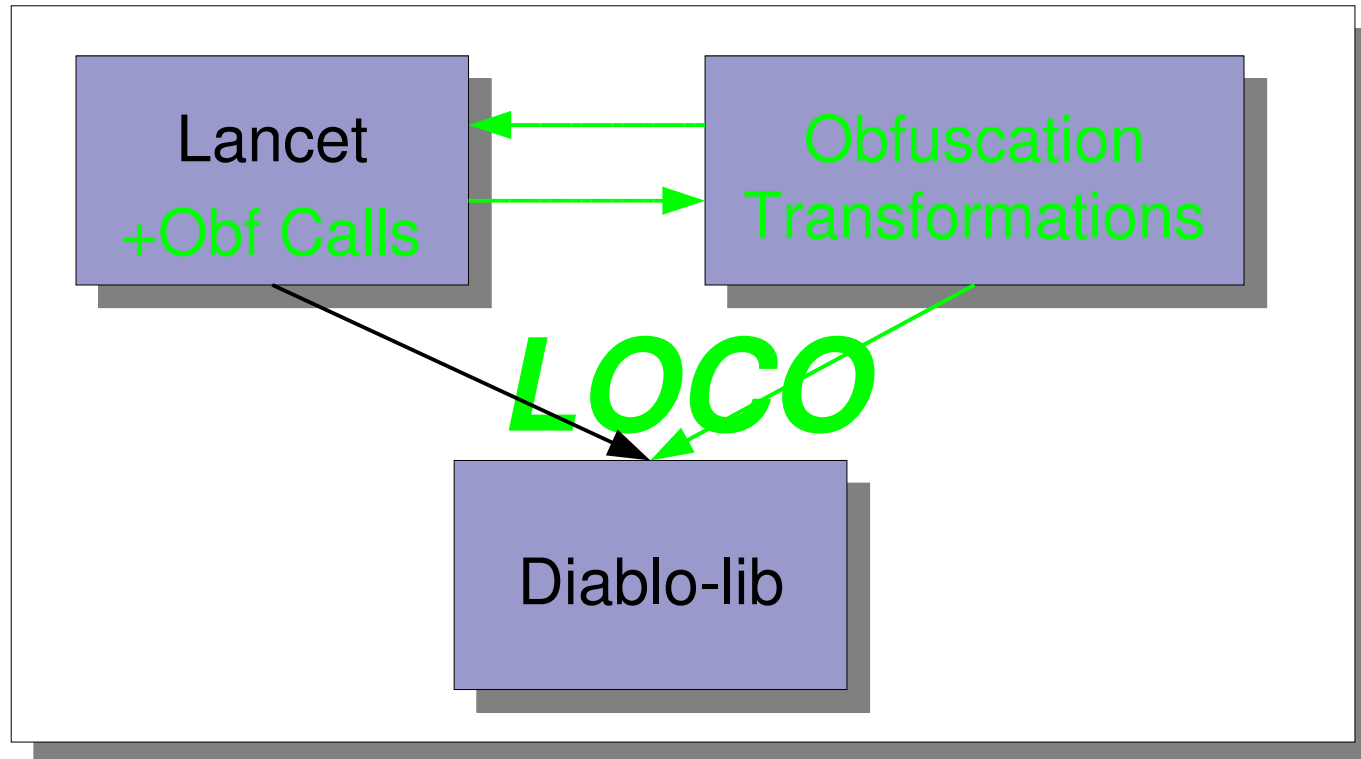 Lancet
+Obf Calls
Obfuscation
Transformations
LOCO
Diablo-lib